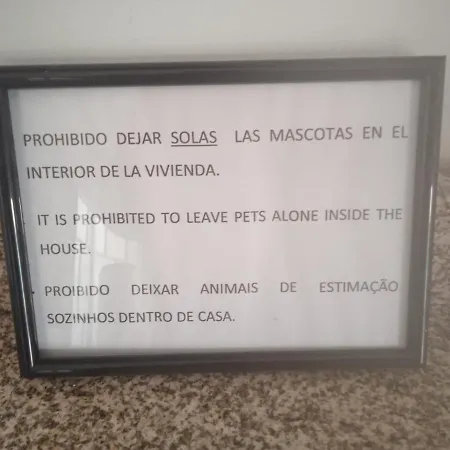 PROHIBIDO DEJAR SOLAS LAS MASCOTAS EN EL
INTERIOR DE LA VIVIENDA.
. IT IS PROHIBITED TO LEAVE PETS ALONE INSIDE THE
HOUSE.
. PROIBIDO DEIXAR ANIMAIS DE ESTIMAÇÃO
SOZINHOS DENTRO DE CASA.